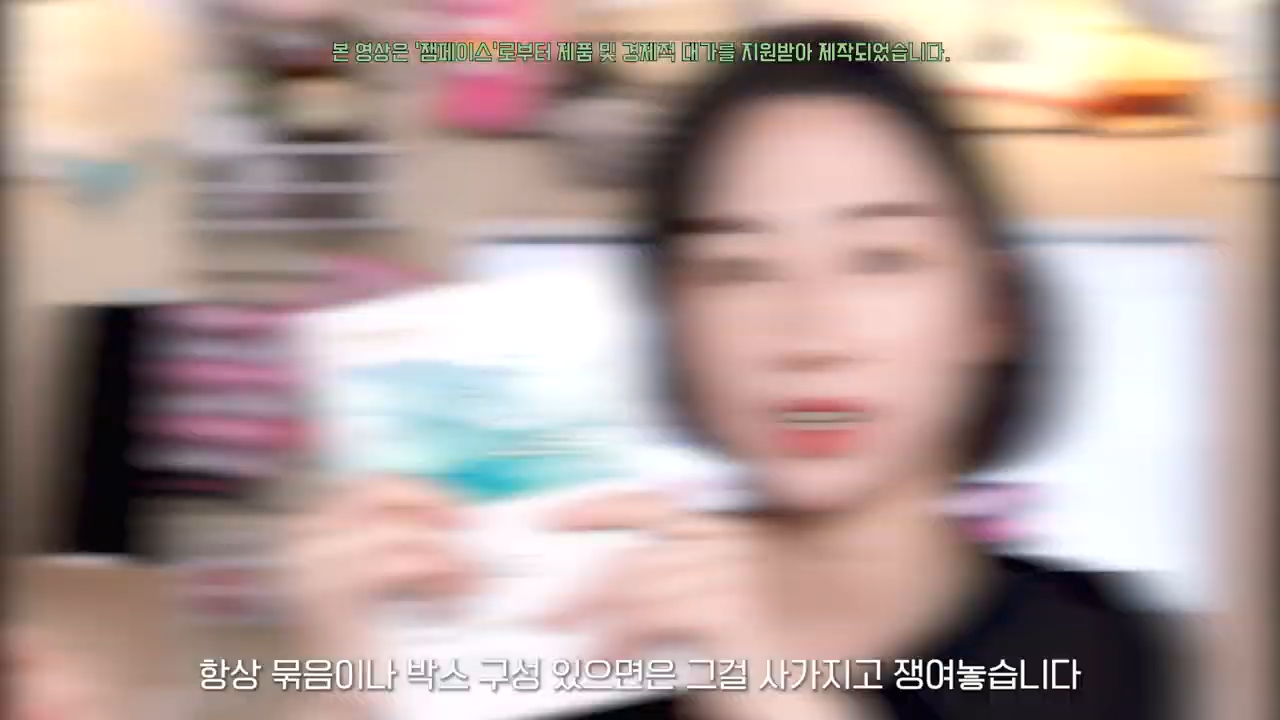 본 영상은 '잼페이스'로부터 제품 및 경제적 대가를 지원받아 제작되었습니다.
항상 묶음이나 박스 구성 있으면은 그걸 사가지고 쟁여놓습니다